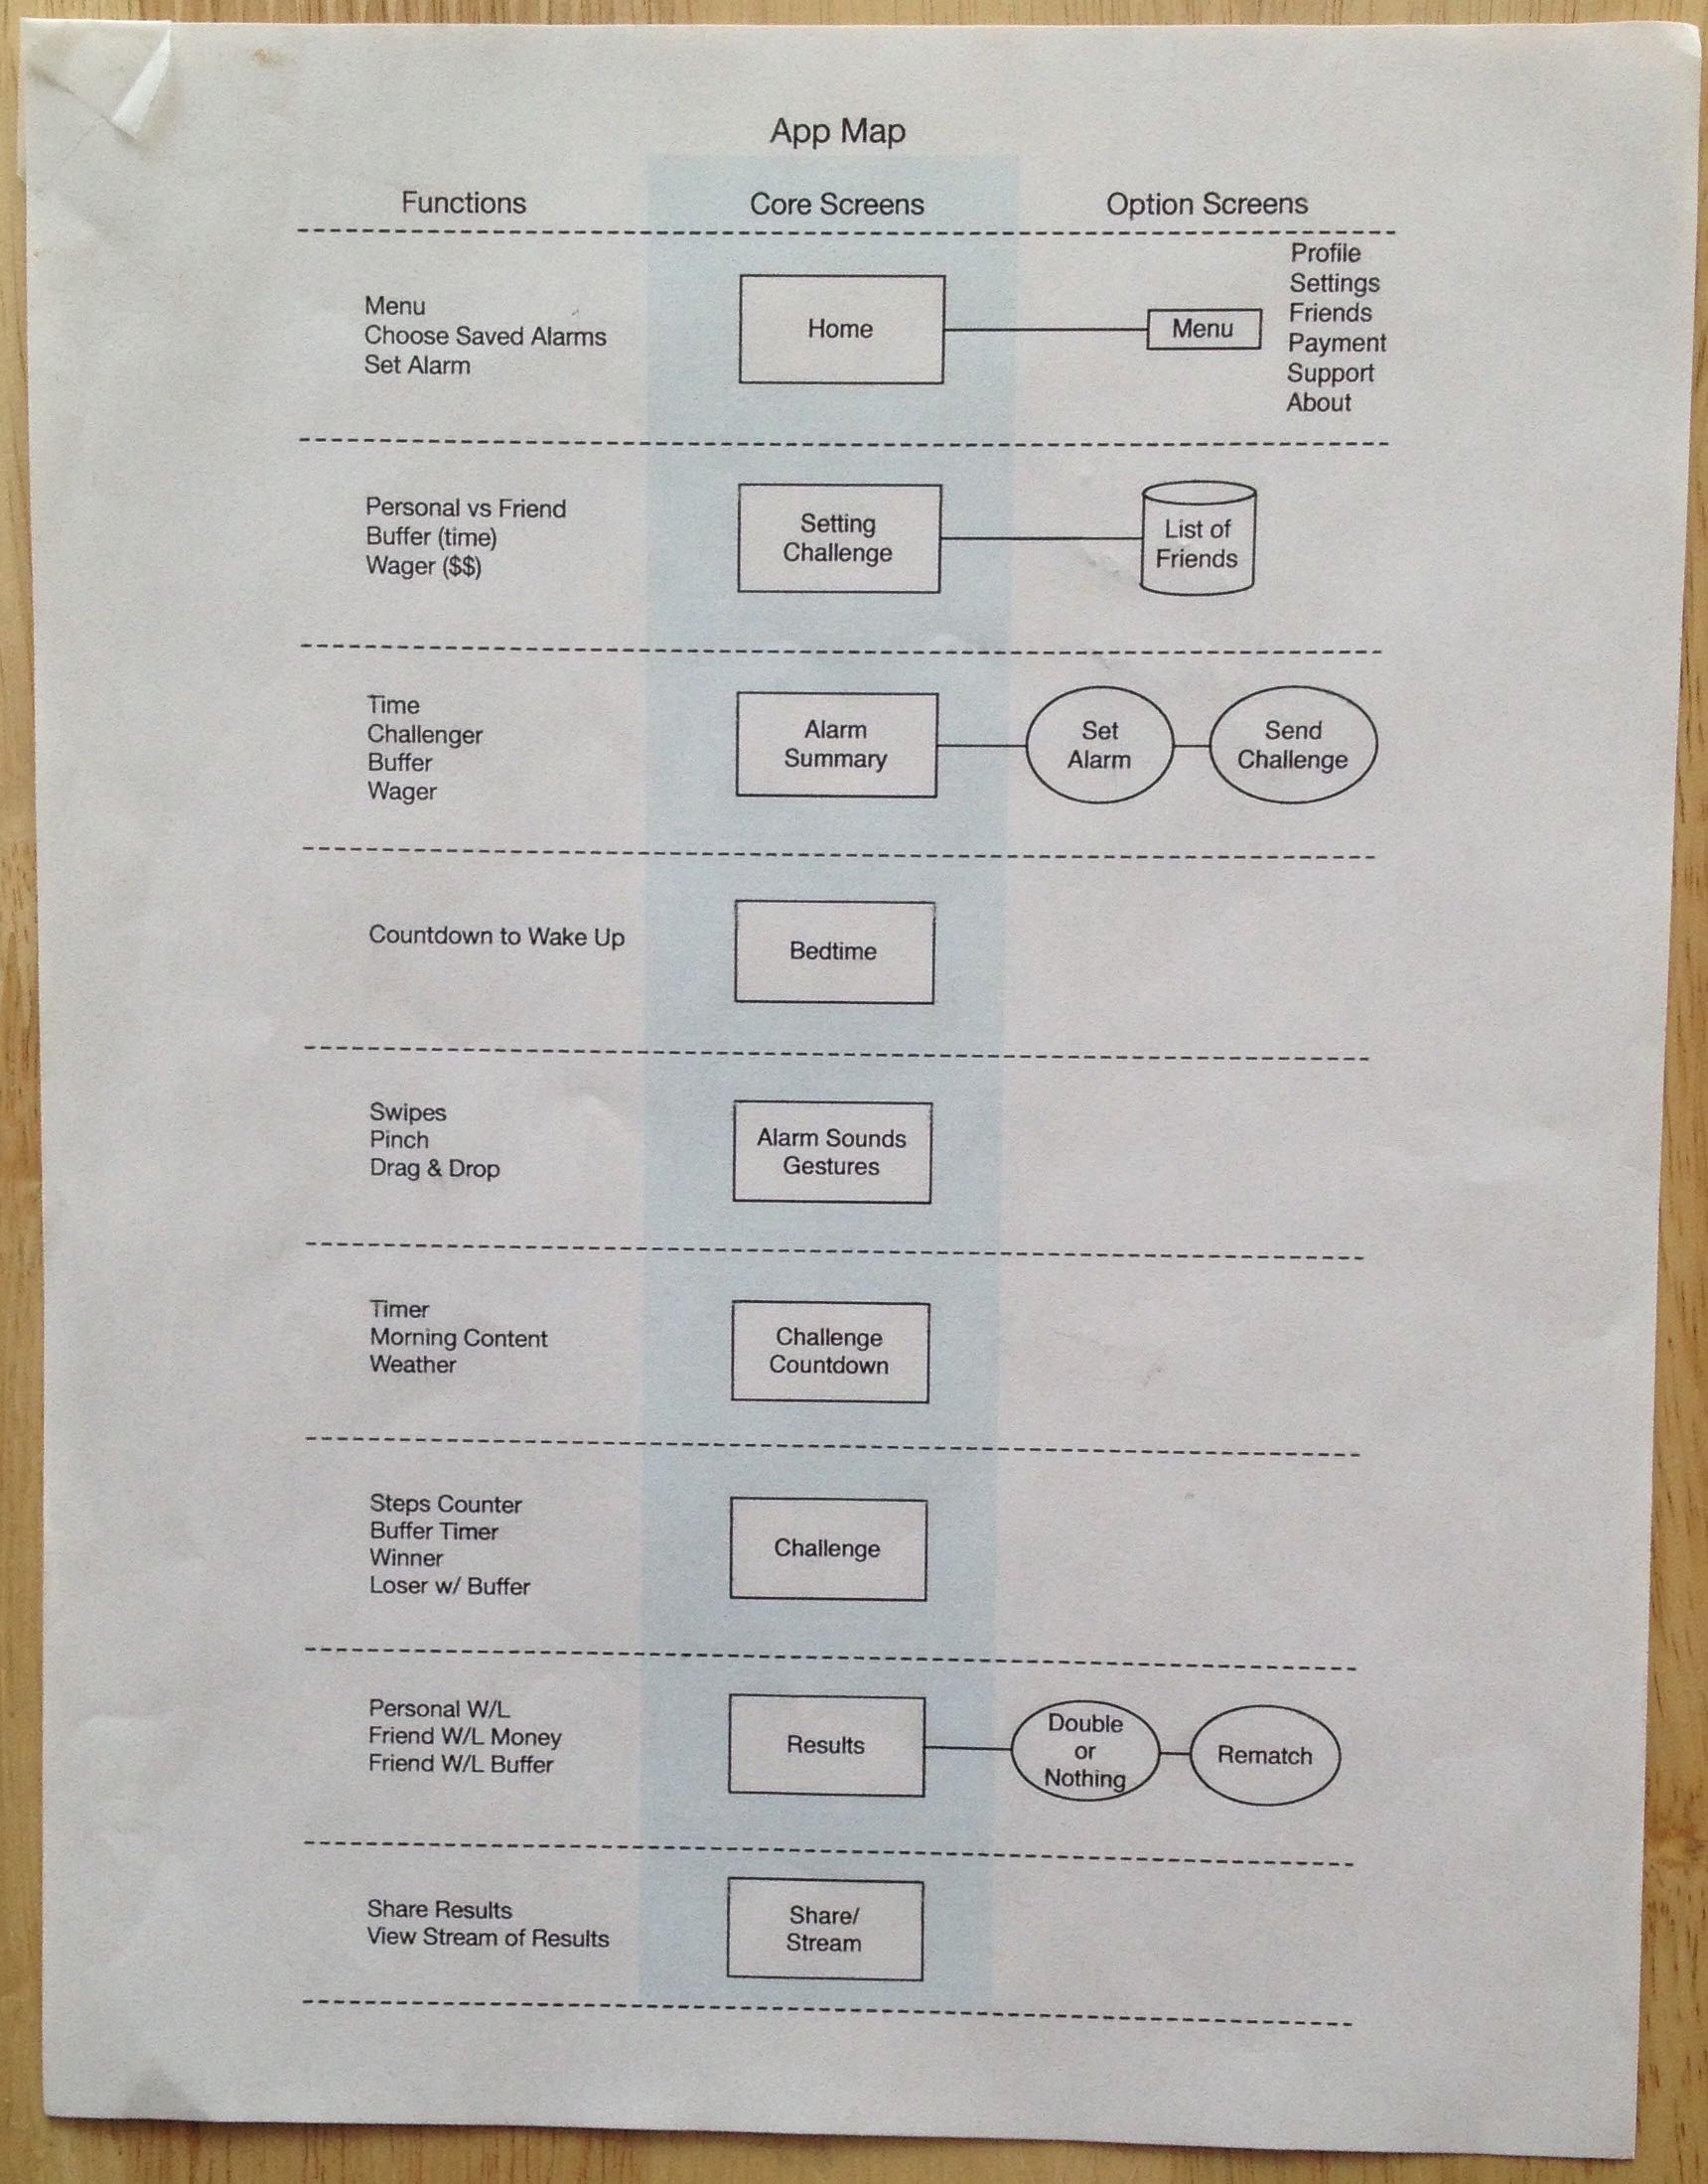 App Map
Functions
Core Screens
Option Screens
Menu
Choose Saved Alarms
Set Alarm
Home
Menu
Profile
Settings
Friends
Payment
Support
About
Personal vs Friend
Buffer (time)
Wager ($$)
Setting
Challenge
List of
Friends
Time
Challenger
Buffer
Wager
Alarm
Summary
Set
Alarm
Send
Challenge
Countdown to Wake Up
Bedtime
Swipes
Pinch
Drag & Drop
Alarm Sounds
Gestures
Timer
Morning Content
Weather
Challenge
Countdown
Steps Counter
Buffer Timer
Winner
Loser w/ Buffer
Challenge
Personal W/L
Friend W/L Money
Friend W/L Buffer
Results
Double
or
Nothing
Rematch
Share Results
View Stream of Results
Share/
Stream